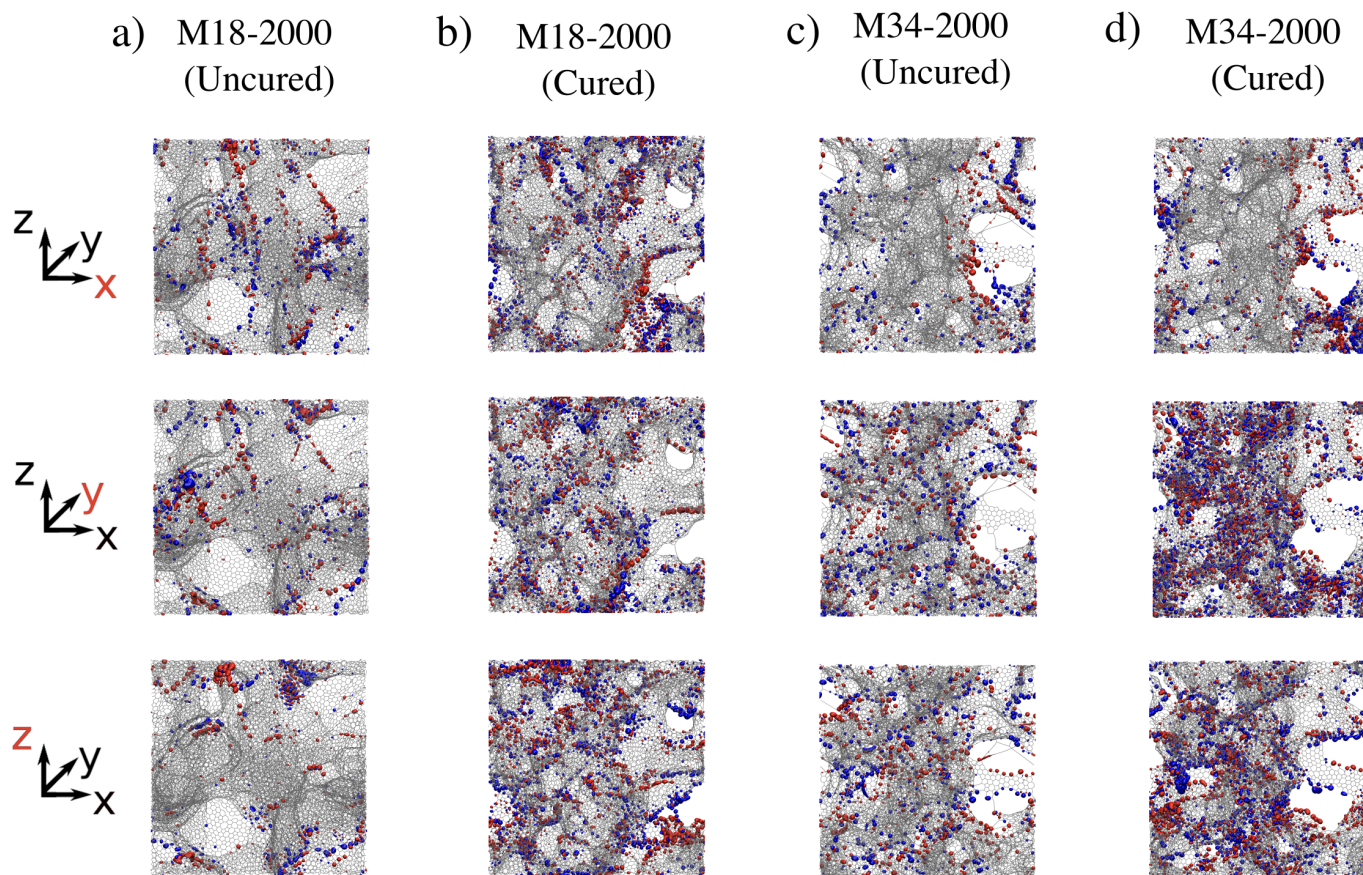 a) M18-2000
(Uncured)
b) M18-2000
(Cured)
c) M34-2000
(Uncured)
d) M34-2000
(Cured)
z
y
x
z
y
x
z
y
x